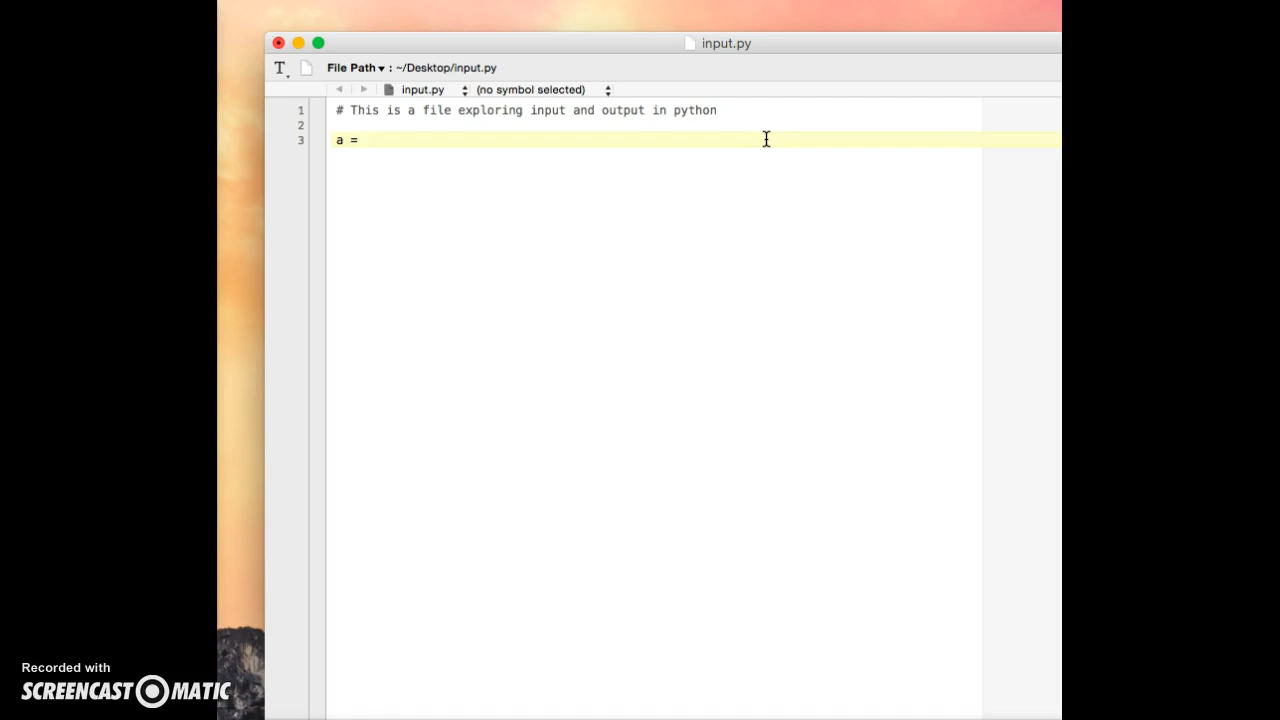 input.py
T File Path : ~/Desktop/input.py
input.py (no symbol selected)
1 # This is a file exploring input and output in python
2
3 a =
Recorded with
SCREENCAST MATIC